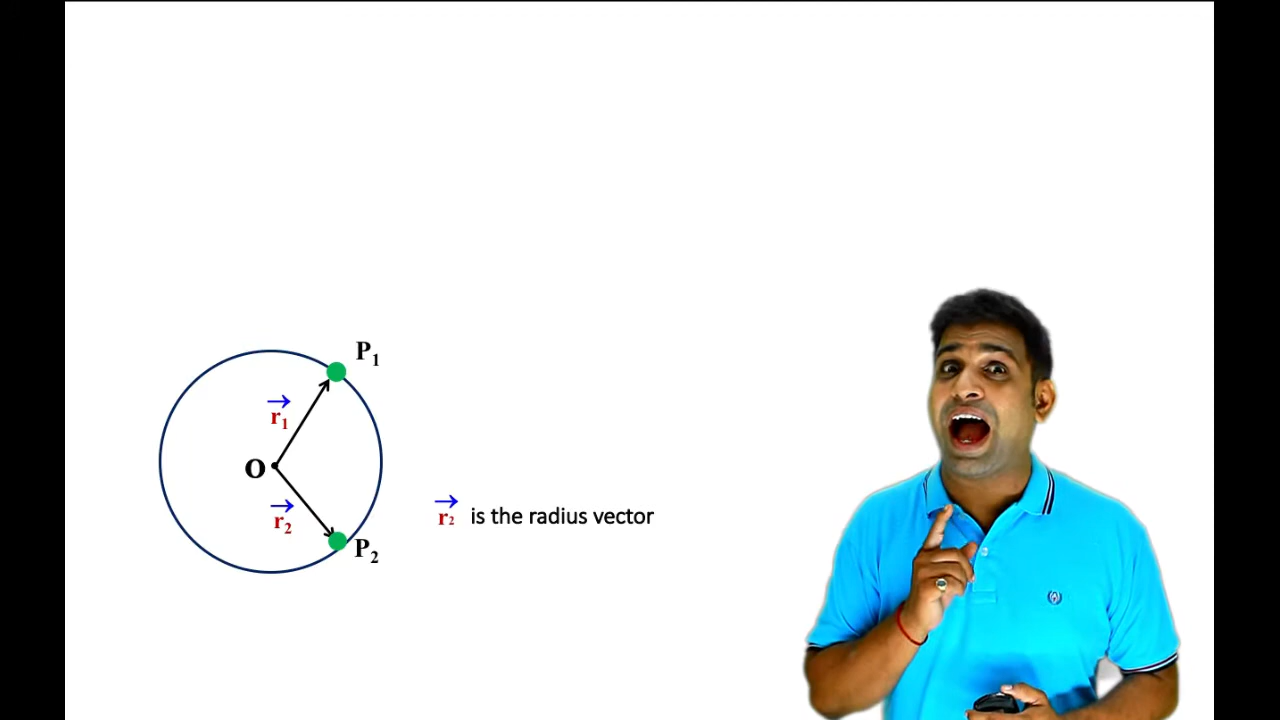 P₁
r₁
O
r₂
r₂ is the radius vector
P₂